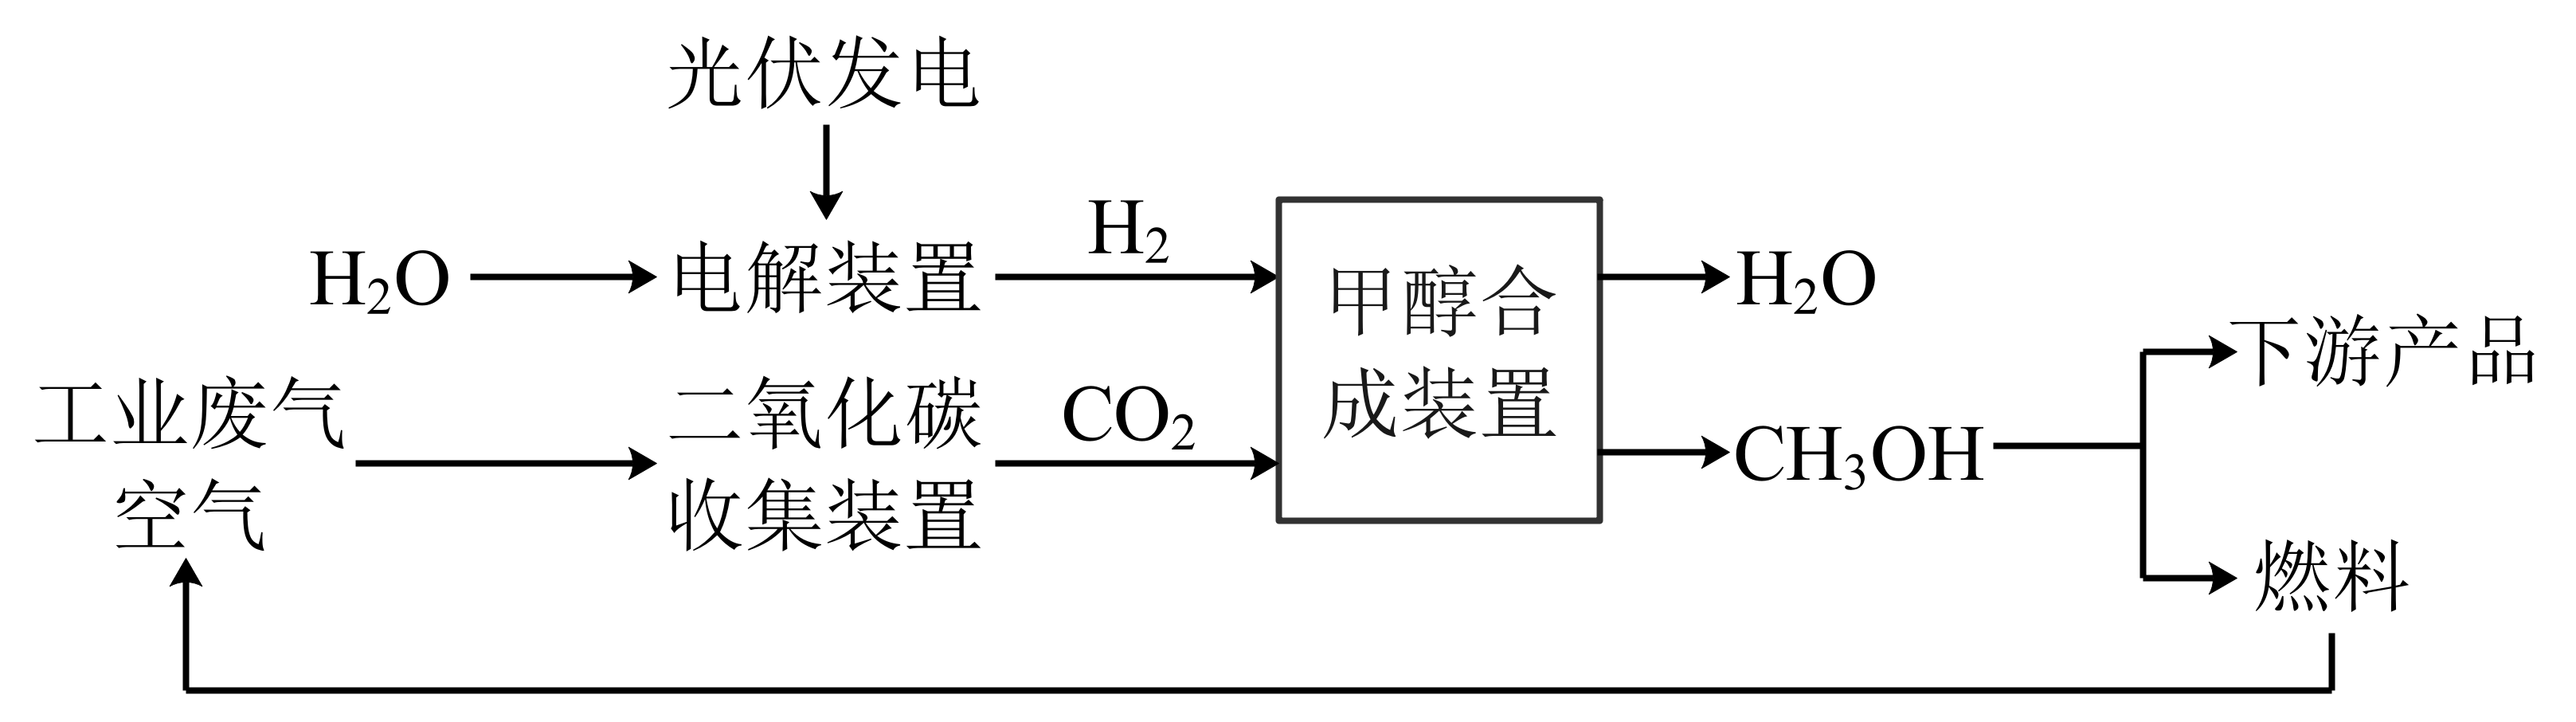 光伏发电
H₂O
电解装置
H₂
甲醇合
成装置
H₂O
工业废气
空气
二氧化碳
收集装置
CO₂
CH₃OH
下游产品
燃料